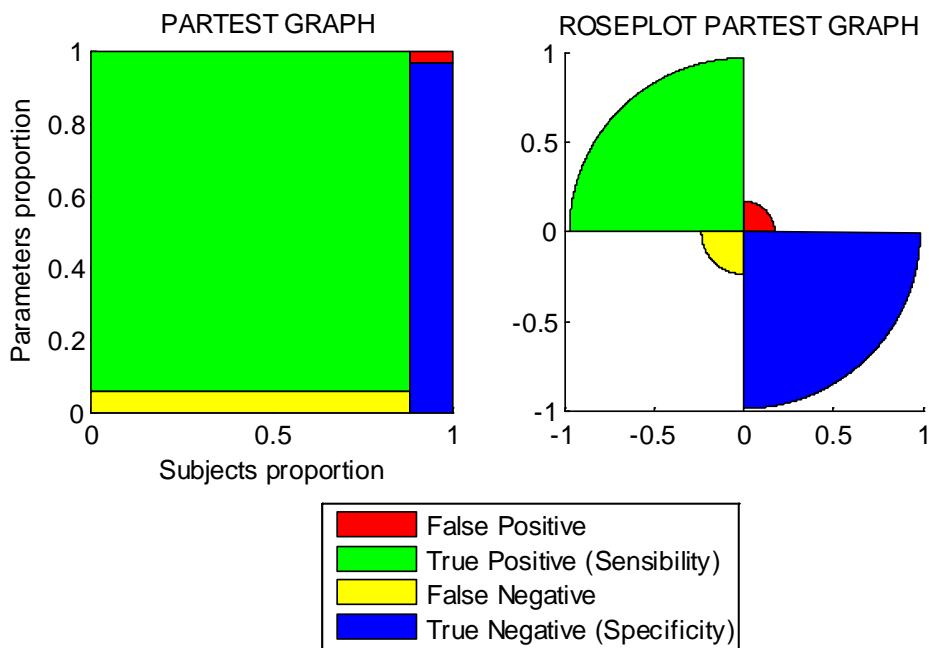 PARTEST GRAPH
1
0.8
0.6
0.4
0.2
0
Parameters proportion
0 0.5 1
Subjects proportion
ROSEPLOT PARTEST GRAPH
1
0.5
0
-0.5
-1
-1 -0.5 0 0.5 1
False Positive
True Positive (Sensibility)
False Negative
True Negative (Specificity)